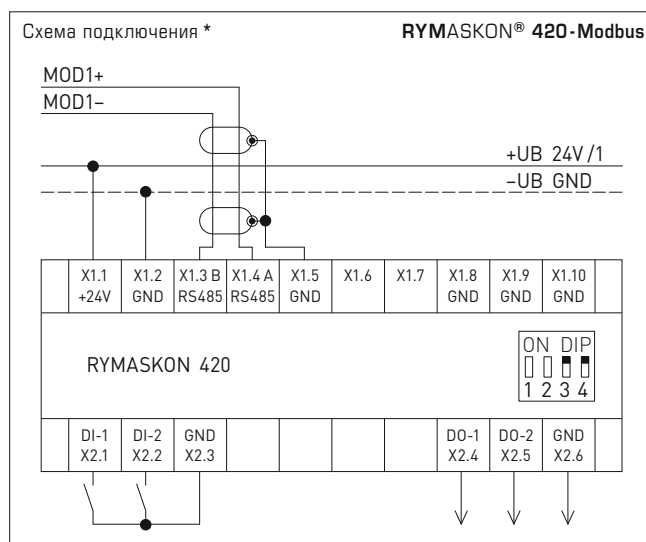 Схема подключения *
RYMASKON® 420-Modbus
MOD1+
MOD1–
+UB 24V/1
–UB GND
X1.1 X1.2 X1.3 B X1.4 A X1.5 X1.6 X1.7 X1.8 X1.9 X1.10
+24V GND RS485 RS485 GND GND GND GND
RYMASKON 420
ON DIP
1 2 3 4
DI-1 DI-2 GND DO-1 DO-2 GND
X2.1 X2.2 X2.3 X2.4 X2.5 X2.6